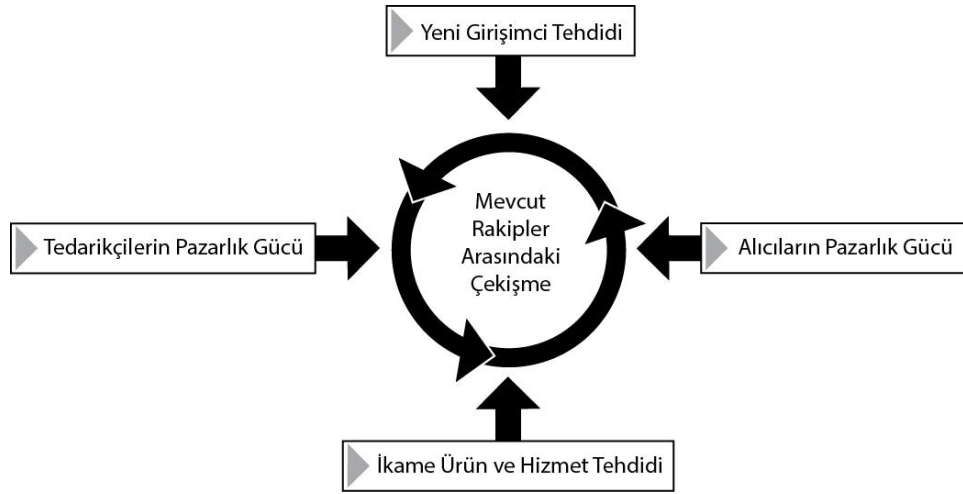 Yeni Girişimci Tehdidi
Mevcut
Rakipler
Arasındaki
Çekişme
Tedarikçilerin Pazarlık Gücü
Alıcıların Pazarlık Gücü
İkame Ürün ve Hizmet Tehdidi